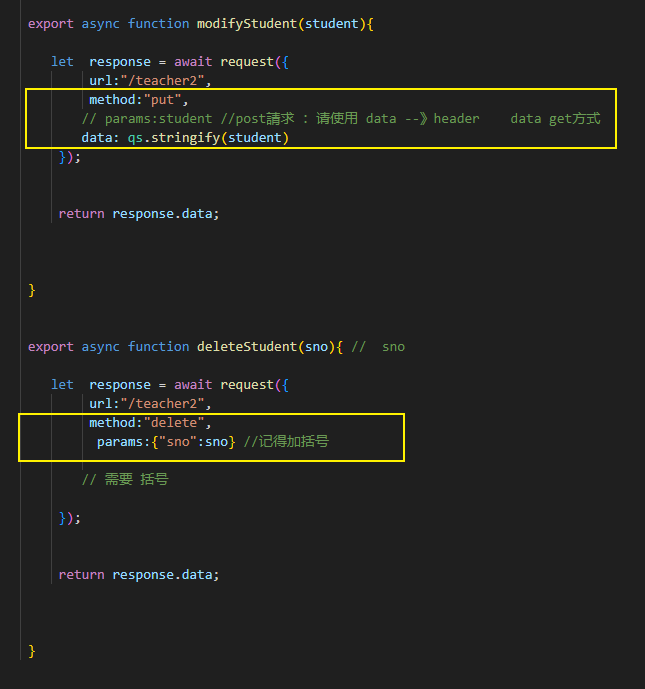 export async function modifyStudent(student){
let  response = await request({
url:"/teacher2",
method:"put",
// params:student //post請求 : 请使用 data --》header    data get方式
data: qs.stringify(student)
});
return response.data;
}
export async function deleteStudent(sno){ //  sno
let  response = await request({
url:"/teacher2",
method:"delete",
params:{"sno":sno} //记得加括号
// 需要 括号
});
return response.data;
}